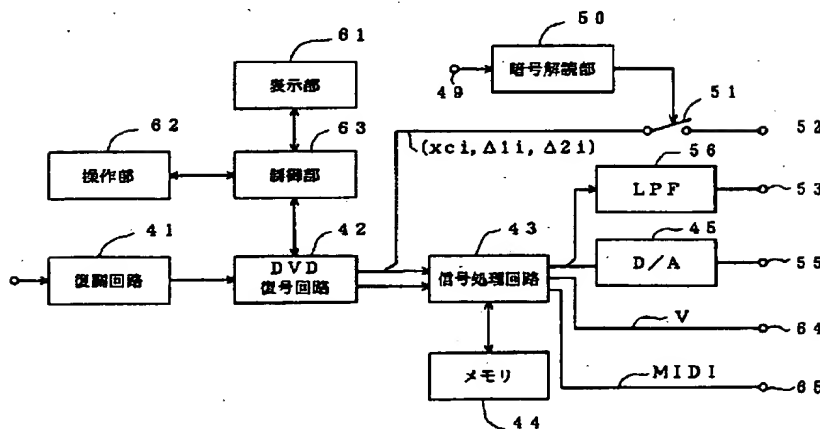 61
表示部
50
暗号解読部
49
51
52
62
操作部
63
制御部
(xci, Δ1i, Δ2i)
56
LPF
53
41
復調回路
42
DVD
復号回路
43
信号処理回路
45
D/A
55
V
64
メモリ
44
MIDI
65